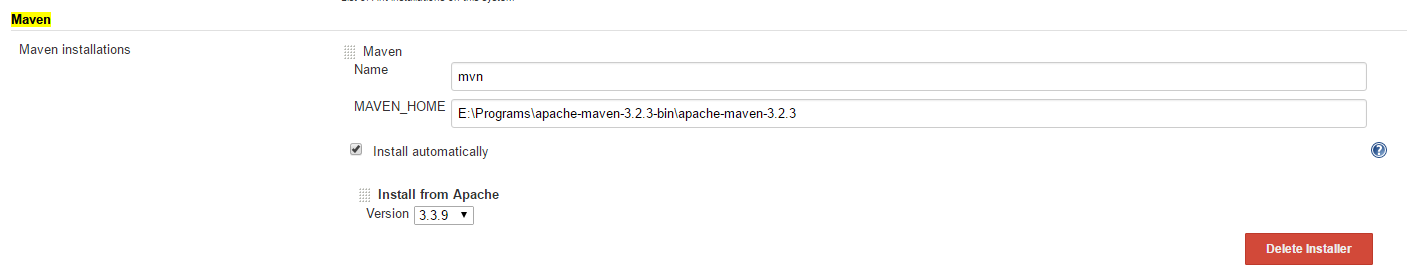 Maven
Maven installations
Maven
Name
mvn
MAVEN_HOME
E:\Programs\apache-maven-3.2.3-bin\apache-maven-3.2.3
Install automatically
?
Install from Apache
Version 3.3.9
Delete Installer